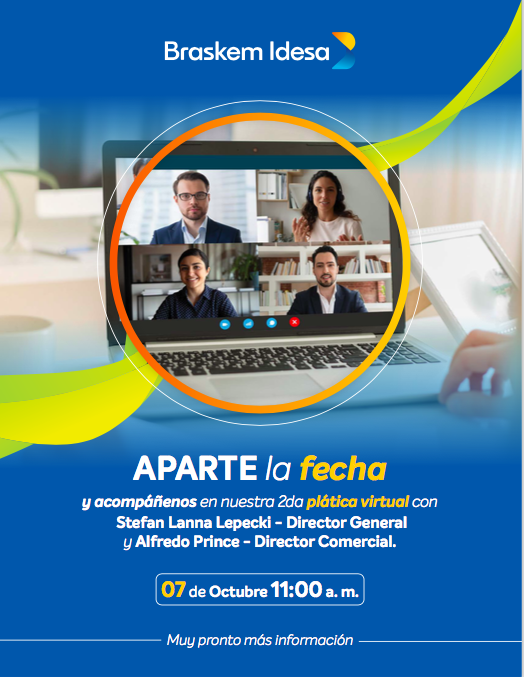 Braskem Idesa
APARTE la fecha
y acompáñenos en nuestra 2da plática virtual con
Stefan Lanna Lepecki – Director General
y Alfredo Prince – Director Comercial.
07 de Octubre 11:00 a. m.
Muy pronto más información